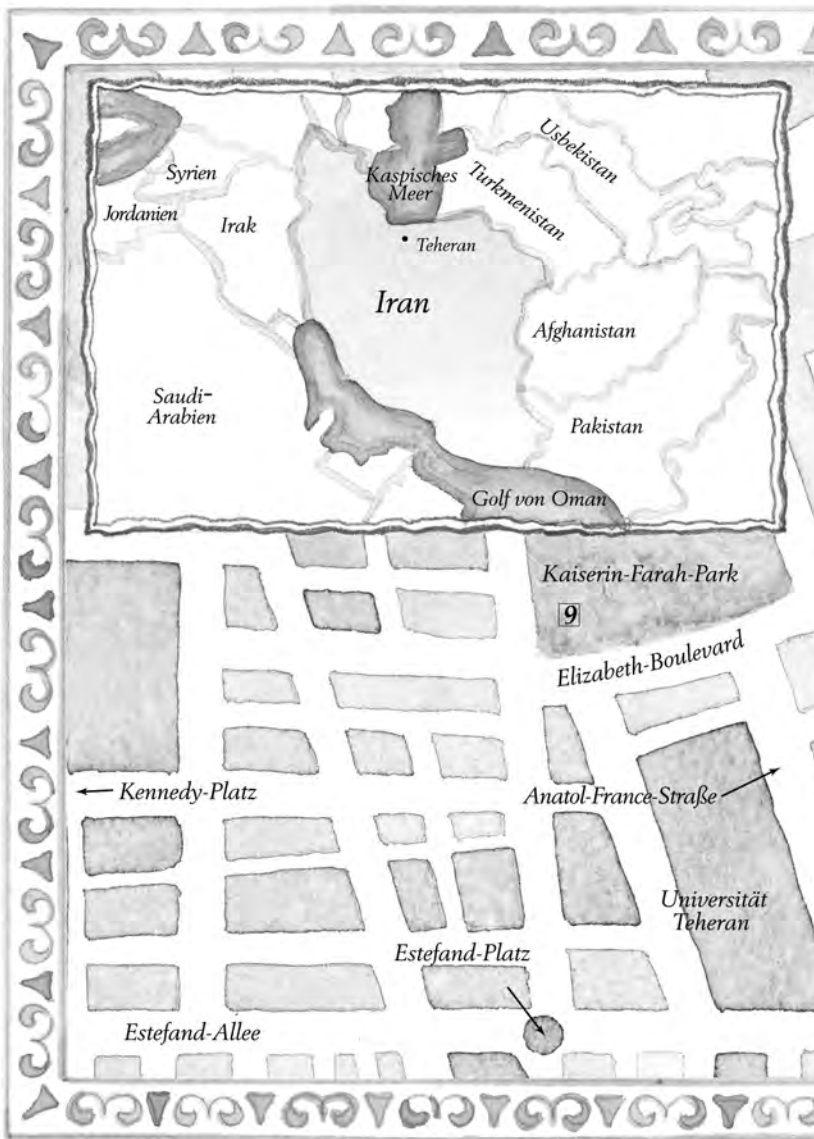 Usbekistan
Syrien
Kaspisches
Meer
Turkmenistan
Jordanien
Irak
Teheran
Iran
Afghanistan
Saudi-
Arabien
Pakistan
Golf von Oman
Kaiserin-Farah-Park
9
Elizabeth-Boulevard
Kennedy-Platz
Anatol-France-Straße
Universität
Teheran
Estefand-Platz
Estefand-Allee